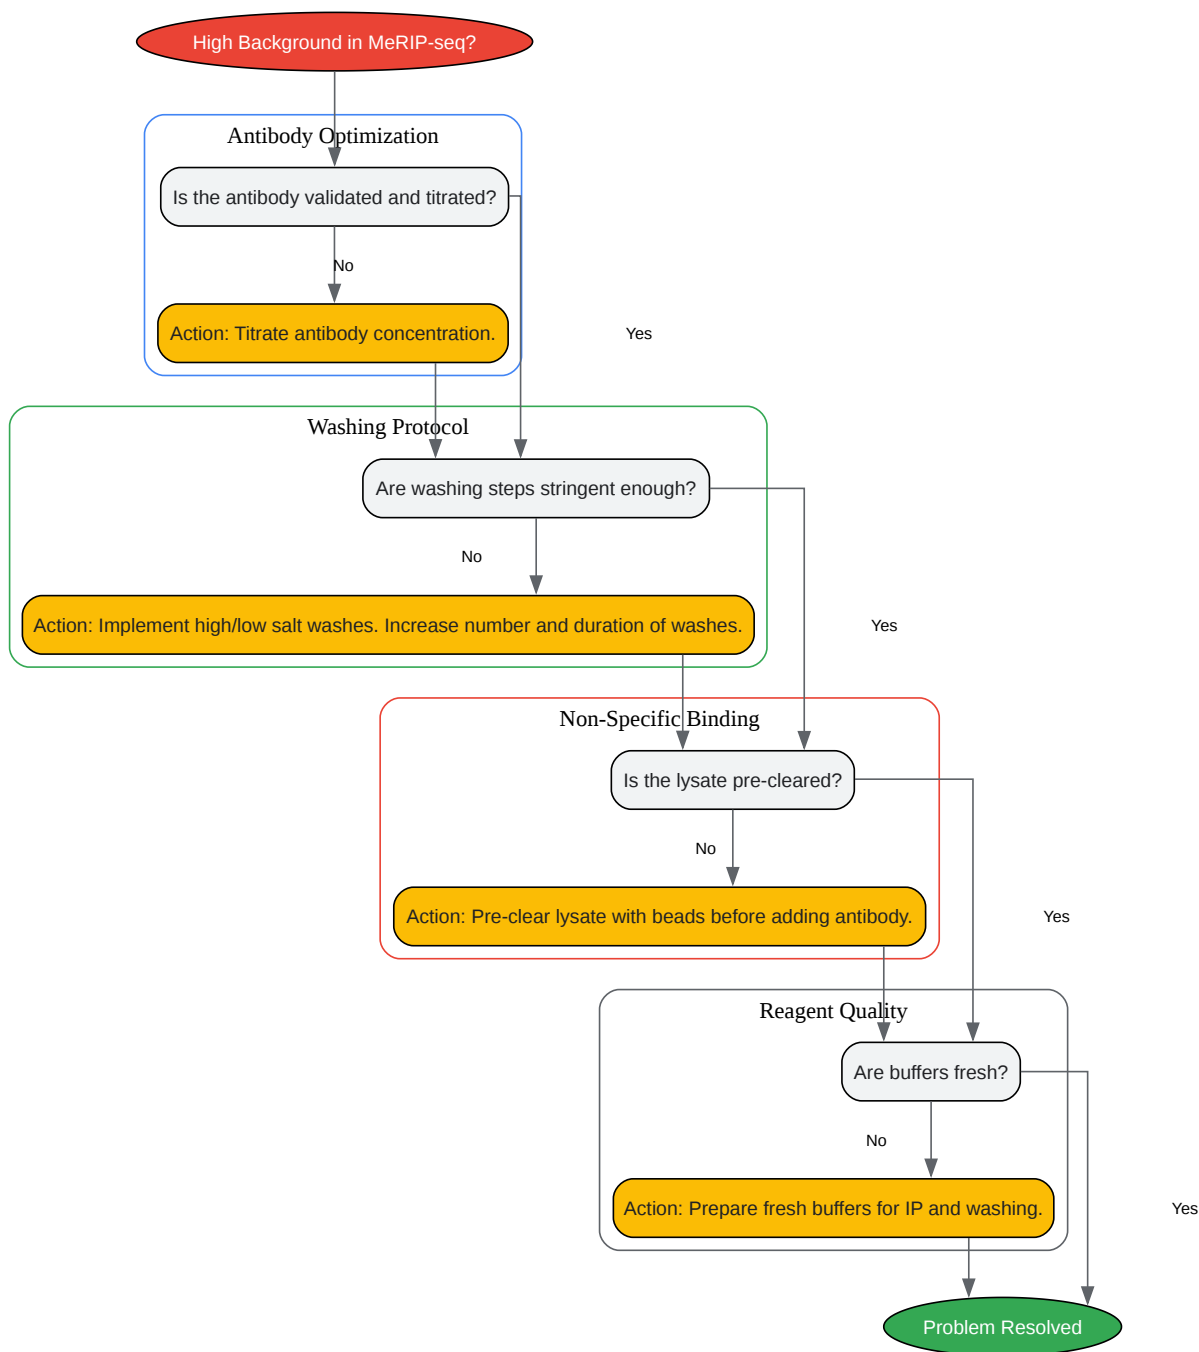 High Background in MeRIP-seq?
Antibody Optimization
Is the antibody validated and titrated?
No
Action: Titrate antibody concentration.
Yes
Washing Protocol
Are washing steps stringent enough?
No
Action: Implement high/low salt washes. Increase number and duration of washes.
Yes
Non-Specific Binding
Is the lysate pre-cleared?
No
Action: Pre-clear lysate with beads before adding antibody.
Yes
Reagent Quality
Are buffers fresh?
No
Action: Prepare fresh buffers for IP and washing.
Yes
Problem Resolved